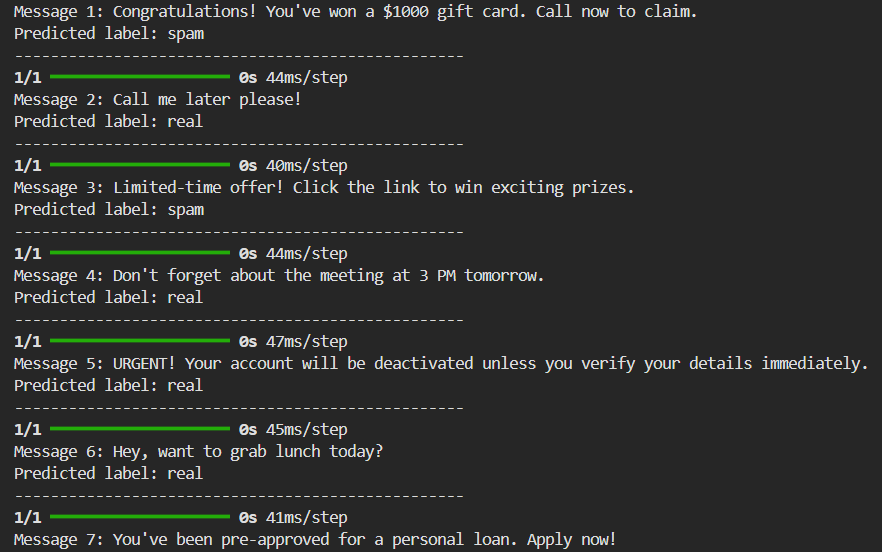 Message 1: Congratulations! You've won a $1000 gift card. Call now to claim.
Predicted label: spam
--------------------------------------------------
1/1 ━━━━━━━━━━━━━━━━━━━━ 0s 44ms/step
Message 2: Call me later please!
Predicted label: real
--------------------------------------------------
1/1 ━━━━━━━━━━━━━━━━━━━━ 0s 40ms/step
Message 3: Limited-time offer! Click the link to win exciting prizes.
Predicted label: spam
--------------------------------------------------
1/1 ━━━━━━━━━━━━━━━━━━━━ 0s 44ms/step
Message 4: Don't forget about the meeting at 3 PM tomorrow.
Predicted label: real
--------------------------------------------------
1/1 ━━━━━━━━━━━━━━━━━━━━ 0s 47ms/step
Message 5: URGENT! Your account will be deactivated unless you verify your details immediately.
Predicted label: real
--------------------------------------------------
1/1 ━━━━━━━━━━━━━━━━━━━━ 0s 45ms/step
Message 6: Hey, want to grab lunch today?
Predicted label: real
--------------------------------------------------
1/1 ━━━━━━━━━━━━━━━━━━━━ 0s 41ms/step
Message 7: You've been pre-approved for a personal loan. Apply now!